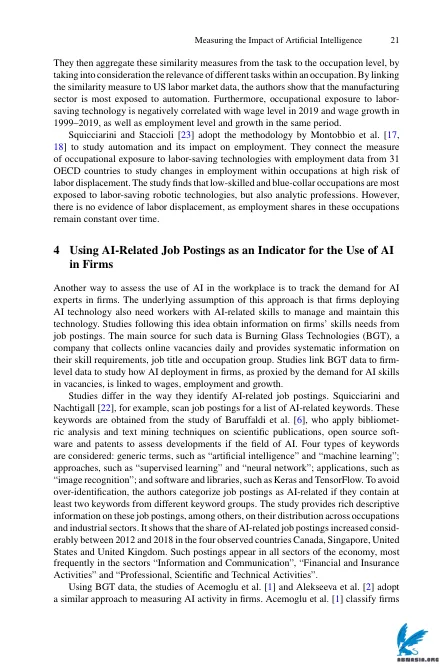 Measuring the Impact of Artificial Intelligence 21
They then aggregate these similarity measures from the task to the occupation level, by
taking into consideration the relevance of different tasks within an occupation. By linking
the similarity measure to US labor market data, the authors show that the manufacturing
sector is most exposed to automation. Furthermore, occupational exposure to labor-
saving technology is negatively correlated with wage level in 2019 and wage growth in
1999–2019, as well as employment level and growth in the same period.
Squicciarini and Staccioli [23] adopt the methodology by Montobbio et al. [17,
18] to study automation and its impact on employment. They connect the measure
of occupational exposure to labor-saving technologies with employment data from 31
OECD countries to study changes in employment within occupations at high risk of
labor displacement. The study finds that low-skilled and blue-collar occupations are most
exposed to labor-saving robotic technologies, but also analytic professions. However,
there is no evidence of labor displacement, as employment shares in these occupations
remain constant over time.
4 Using AI-Related Job Postings as an Indicator for the Use of AI
in Firms
Another way to assess the use of AI in the workplace is to track the demand for AI
experts in firms. The underlying assumption of this approach is that firms deploying
AI technology also need workers with AI-related skills to manage and maintain this
technology. Studies following this idea obtain information on firms' skills needs from
job postings. The main source for such data is Burning Glass Technologies (BGT), a
company that collects online vacancies daily and provides systematic information on
their skill requirements, job title and occupation group. Studies link BGT data to firm-
level data to study how AI deployment in firms, as proxied by the demand for AI skills
in vacancies, is linked to wages, employment and growth.
Studies differ in the way they identify AI-related job postings. Squicciarini and
Nachtigall [22], for example, scan job postings for a list of AI-related keywords. These
keywords are obtained from the study of Baruffaldi et al. [6], who apply bibliomet-
ric analysis and text mining techniques on scientific publications, open source soft-
ware and patents to assess developments if the field of AI. Four types of keywords
are considered: generic terms, such as "artificial intelligence" and "machine learning";
approaches, such as "supervised learning" and "neural network"; applications, such as
"image recognition"; and software and libraries, such as Keras and TensorFlow. To avoid
over-identification, the authors categorize job postings as AI-related if they contain at
least two keywords from different keyword groups. The study provides rich descriptive
information on these job postings, among others, on their distribution across occupations
and industrial sectors. It shows that the share of AI-related job postings increased consid-
erably between 2012 and 2018 in the four observed countries Canada, Singapore, United
States and United Kingdom. Such postings appear in all sectors of the economy, most
frequently in the sectors "Information and Communication", "Financial and Insurance
Activities" and "Professional, Scientific and Technical Activities".
Using BGT data, the studies of Acemoglu et al. [1] and Alekseeva et al. [2] adopt
a similar approach to measuring AI activity in firms. Acemoglu et al. [1] classify firms